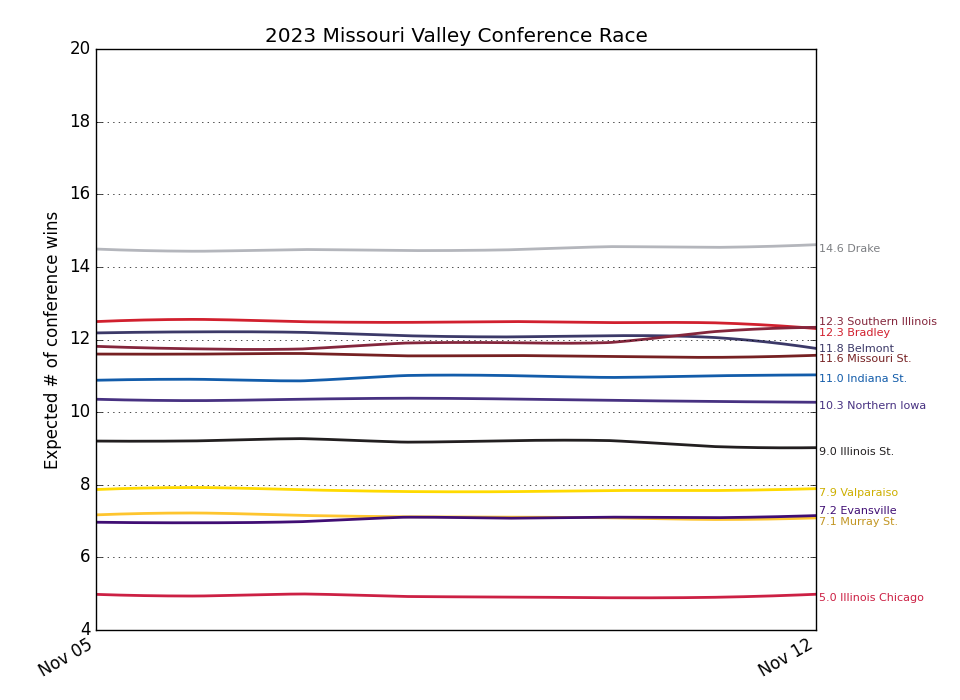 2023 Missouri Valley Conference Race
Expected # of conference wins
20
18
16
14
12
10
8
6
4
14.6 Drake
12.3 Southern Illinois
12.3 Bradley
11.8 Belmont
11.6 Missouri St.
11.0 Indiana St.
10.3 Northern Iowa
9.0 Illinois St.
7.9 Valparaiso
7.2 Evansville
7.1 Murray St.
5.0 Illinois Chicago
Nov 05
Nov 12